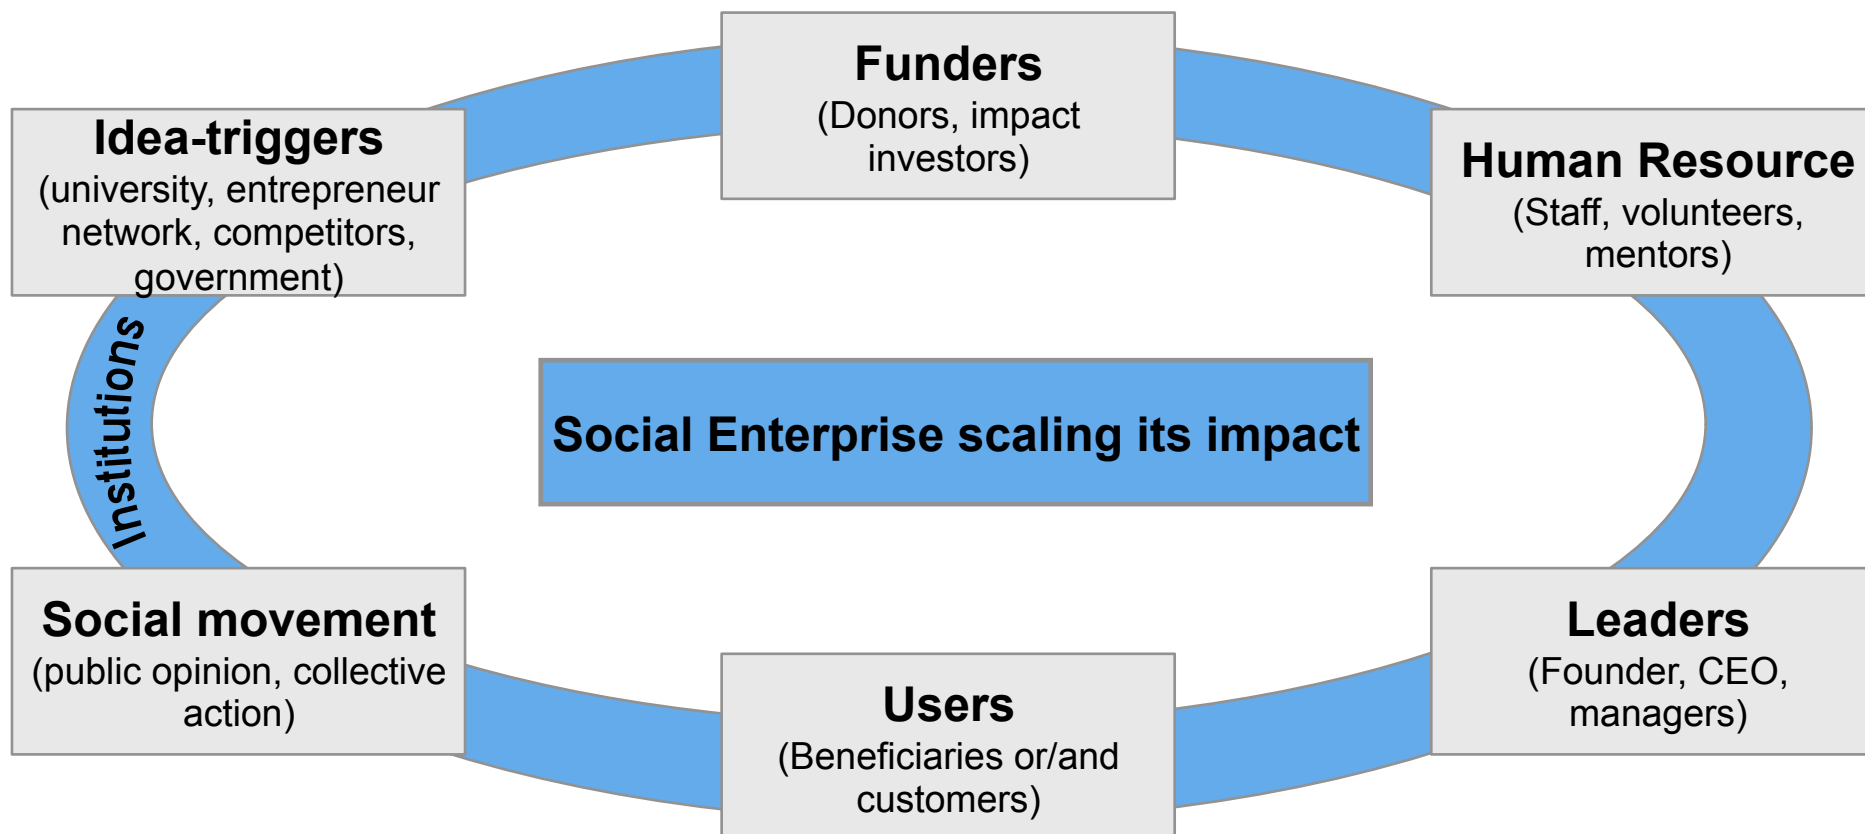 Funders
(Donors, impact
investors)
Idea-triggers
(university, entrepreneur
network, competitors,
government)
Human Resource
(Staff, volunteers,
mentors)
Institutions
Social Enterprise scaling its impact
Social movement
(public opinion, collective
action)
Users
(Beneficiaries or/and
customers)
Leaders
(Founder, CEO,
managers)